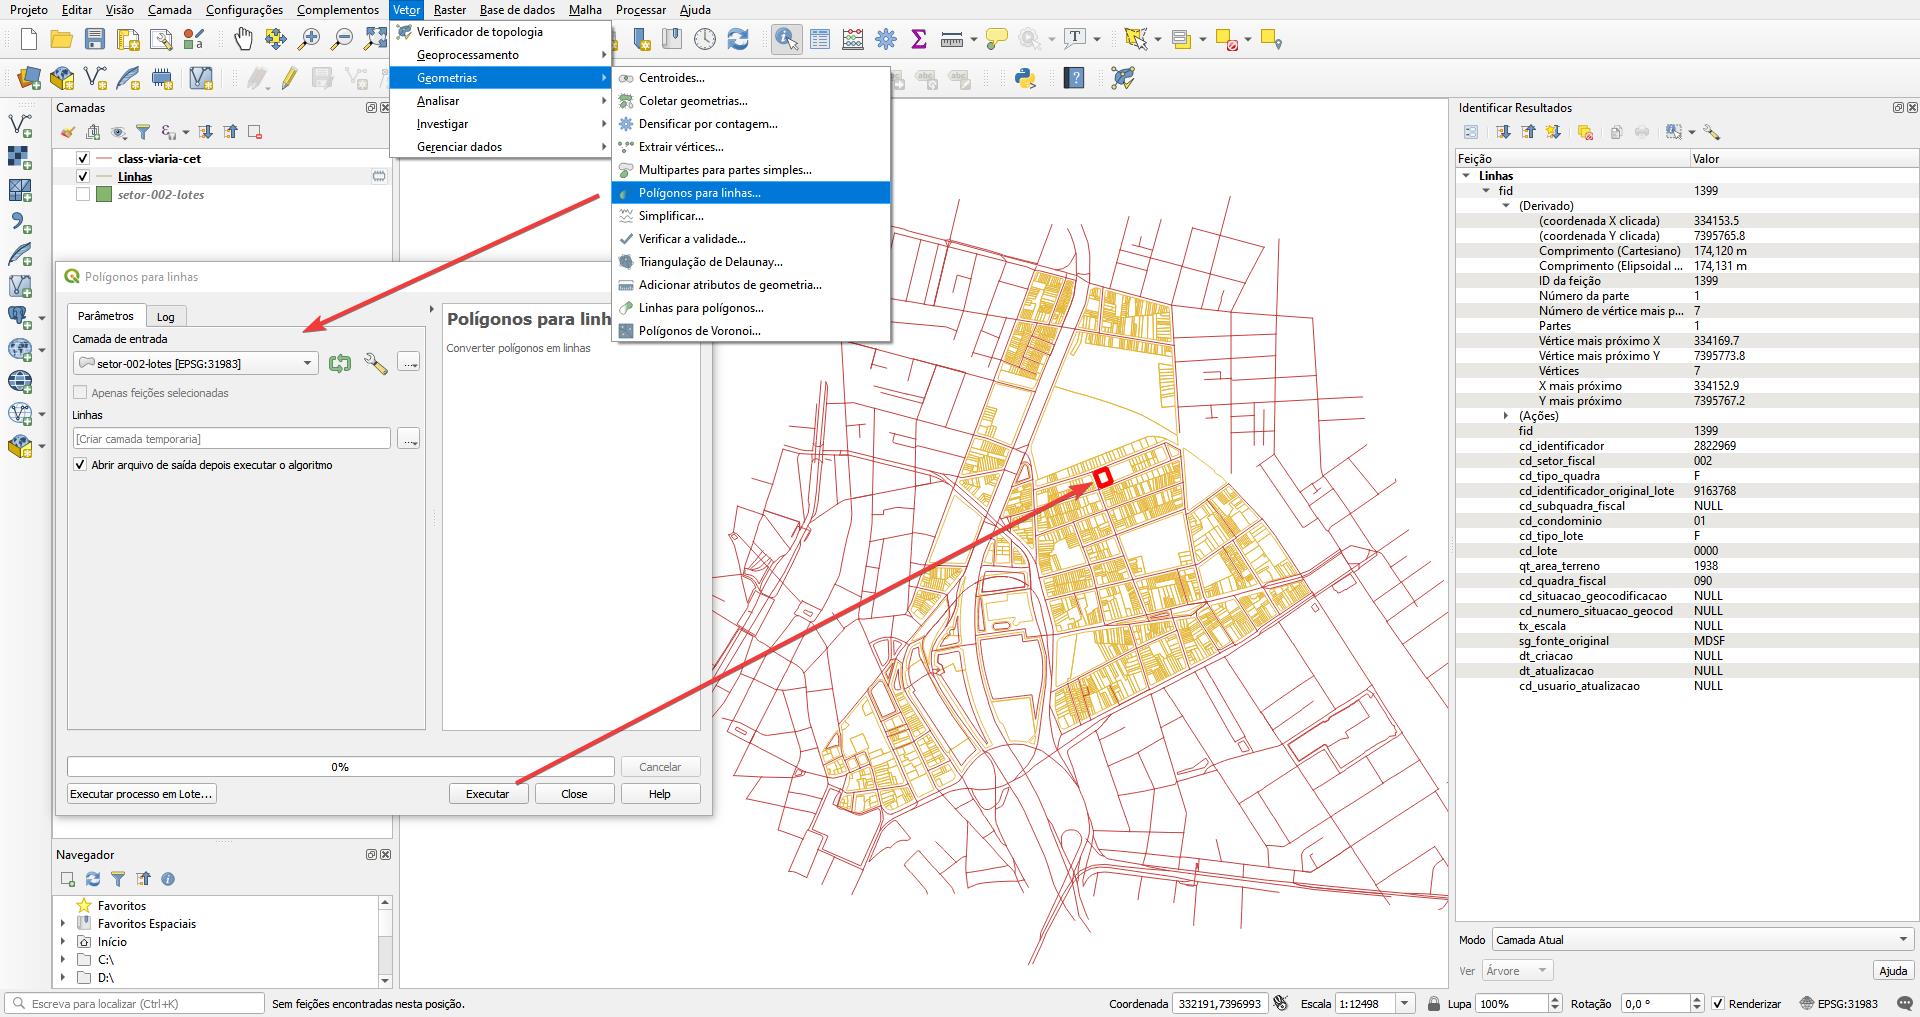 Projeto Editar Visão Camada Configurações Complementos Vetor Raster Base de dados Malha Processar Ajuda
Verificador de topologia
Geoprocessamento
Geometrias
Analisar
Investigar
Gerenciar dados
Centroides...
Coletar geometrias...
Densificar por contagem...
Extrair vértices...
Multipartes para partes simples...
Polígonos para linhas...
Simplificar...
Verificar a validade...
Triangulação de Delaunay...
Adicionar atributos de geometria...
Linhas para polígonos...
Polígonos de Voronoi...
Camadas
class-viaria-cet
Linhas
setor-002-lotes
Polígonos para linhas
Parâmetros Log
Camada de entrada
setor-002-lotes [EPSG:31983]
Apenas feições selecionadas
Linhas
[Criar camada temporaria]
Abrir arquivo de saída depois executar o algoritmo
Polígonos para linh
Converter polígonos em linhas
0%
Cancelar
Executar processo em Lote...
Executar
Close
Help
Navegador
Favoritos
Favoritos Espaciais
Início
C:\
D:\
Identificar Resultados
Feição Valor
Linhas
fid 1399
(Derivado)
(coordenada X clicada) 334153.5
(coordenada Y clicada) 7395765.8
Comprimento (Cartesiano) 174,120 m
Comprimento (Elipsoidal ... 174,131 m
ID da feição 1399
Número da parte 1
Número de vértice mais p... 7
Partes 1
Vértice mais próximo X 334169.7
Vértice mais próximo Y 7395773.8
Vértices 7
X mais próximo 334152.9
Y mais próximo 7395767.2
(Ações)
fid 1399
cd_identificador 2822969
cd_setor_fiscal 002
cd_tipo_quadra F
cd_identificador_original_lote 9163768
cd_subquadra_fiscal NULL
cd_condominio 01
cd_tipo_lote F
cd_lote 0000
qt_area_terreno 1938
cd_quadra_fiscal 090
cd_situacao_geocodificacao NULL
cd_numero_situacao_geocod NULL
tx_escala NULL
sg_fonte_original MDSF
dt_criacao NULL
dt_atualizacao NULL
cd_usuario_atualizacao NULL
Modo Camada Atual
Ver Árvore Ajuda
Escreva para localizar (Ctrl+K) Sem feições encontradas nesta posição. Coordenada 332191,7396993 Escala 1:12498 Lupa 100% Rotação 0,0 ° Renderizar EPSG:31983